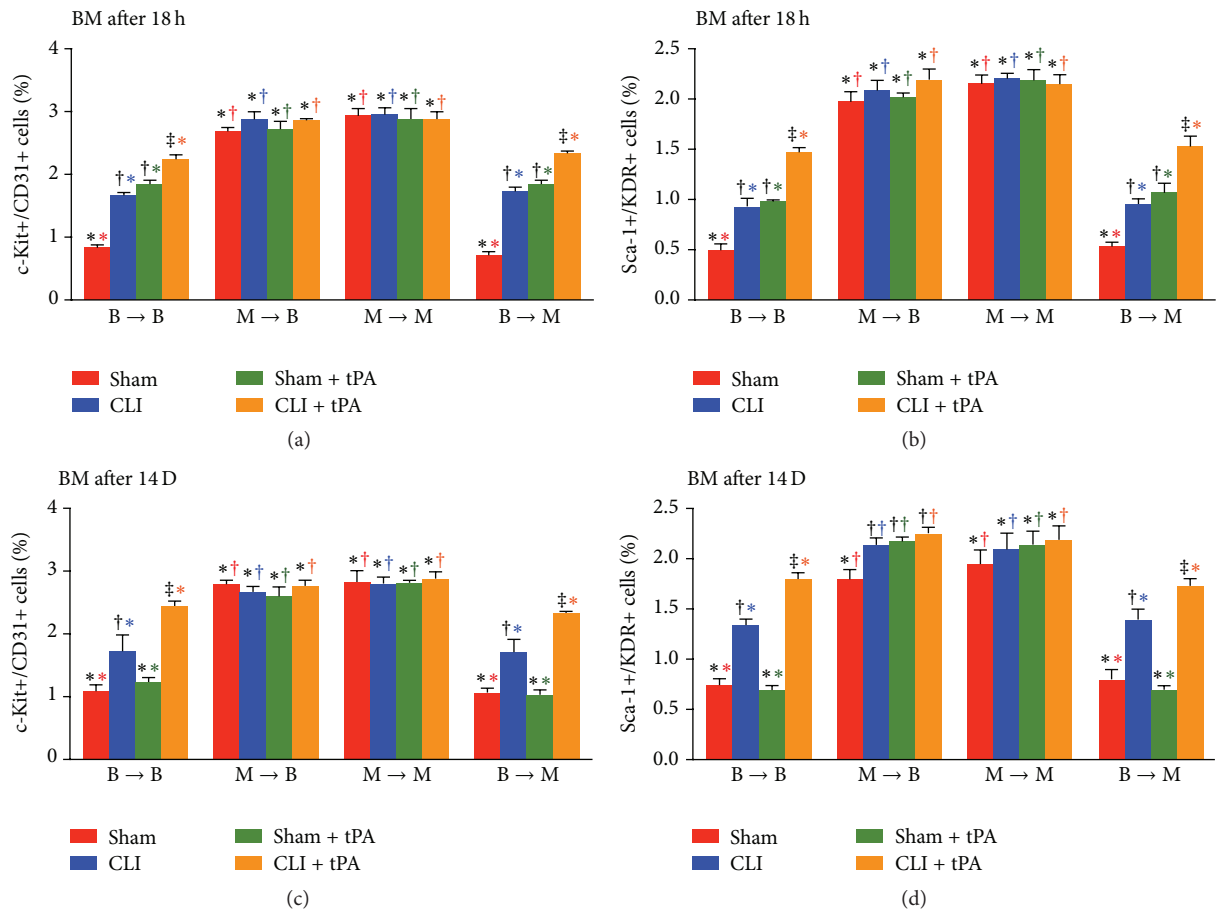 BM after 18 h
c-Kit+/CD31+ cells (%)
4
3
2
1
0
** †* †* ‡*
*† *† *† *†
*† *† *† *†
** †* †* ‡*
B → B M → B M → M B → M
Sham Sham + tPA
CLI CLI + tPA
(a)
BM after 18 h
Sca-1+/KDR+ cells (%)
2.5
2.0
1.5
1.0
0.5
0.0
** †* †* ‡*
*† *† *† *†
*† *† *† *†
** †* †* ‡*
B → B M → B M → M B → M
Sham Sham + tPA
CLI CLI + tPA
(b)
BM after 14 D
c-Kit+/CD31+ cells (%)
4
3
2
1
0
** †* ** ‡*
*† *† *† *†
*† *† *† *†
** †* ** ‡*
B → B M → B M → M B → M
Sham Sham + tPA
CLI CLI + tPA
(c)
BM after 14 D
Sca-1+/KDR+ cells (%)
2.5
2.0
1.5
1.0
0.5
0.0
** †* ** ‡*
*† †† †† ††
*† *† *† *†
** †* ** ‡*
B → B M → B M → M B → M
Sham Sham + tPA
CLI CLI + tPA
(d)